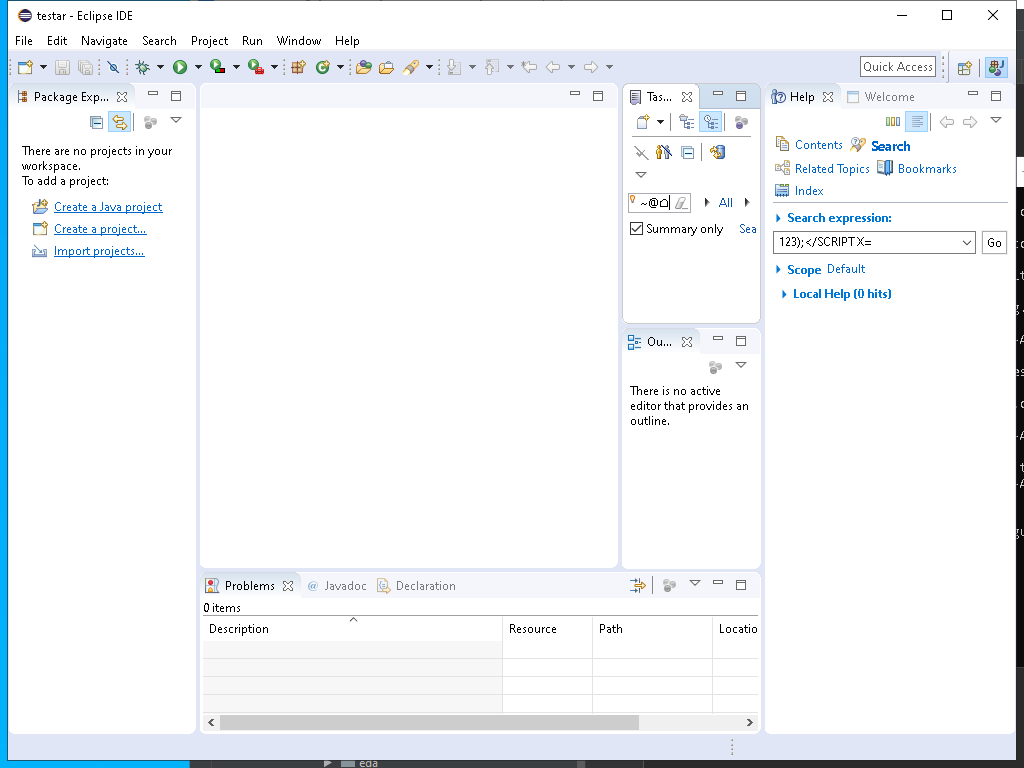 testar - Eclipse IDE
File Edit Navigate Search Project Run Window Help
Quick Access
Package Exp...
There are no projects in your
workspace.
To add a project:
Create a Java project
Create a project...
Import projects...
Tas...
~@⌂
All
Summary only
Sea
Ou...
There is no active
editor that provides an
outline.
Help
Welcome
Contents
Search
Related Topics
Bookmarks
Index
Search expression:
123);</SCRIPTX=
Go
Scope Default
Local Help (0 hits)
Problems
@ Javadoc
Declaration
0 items
Description Resource Path Locatio
eda